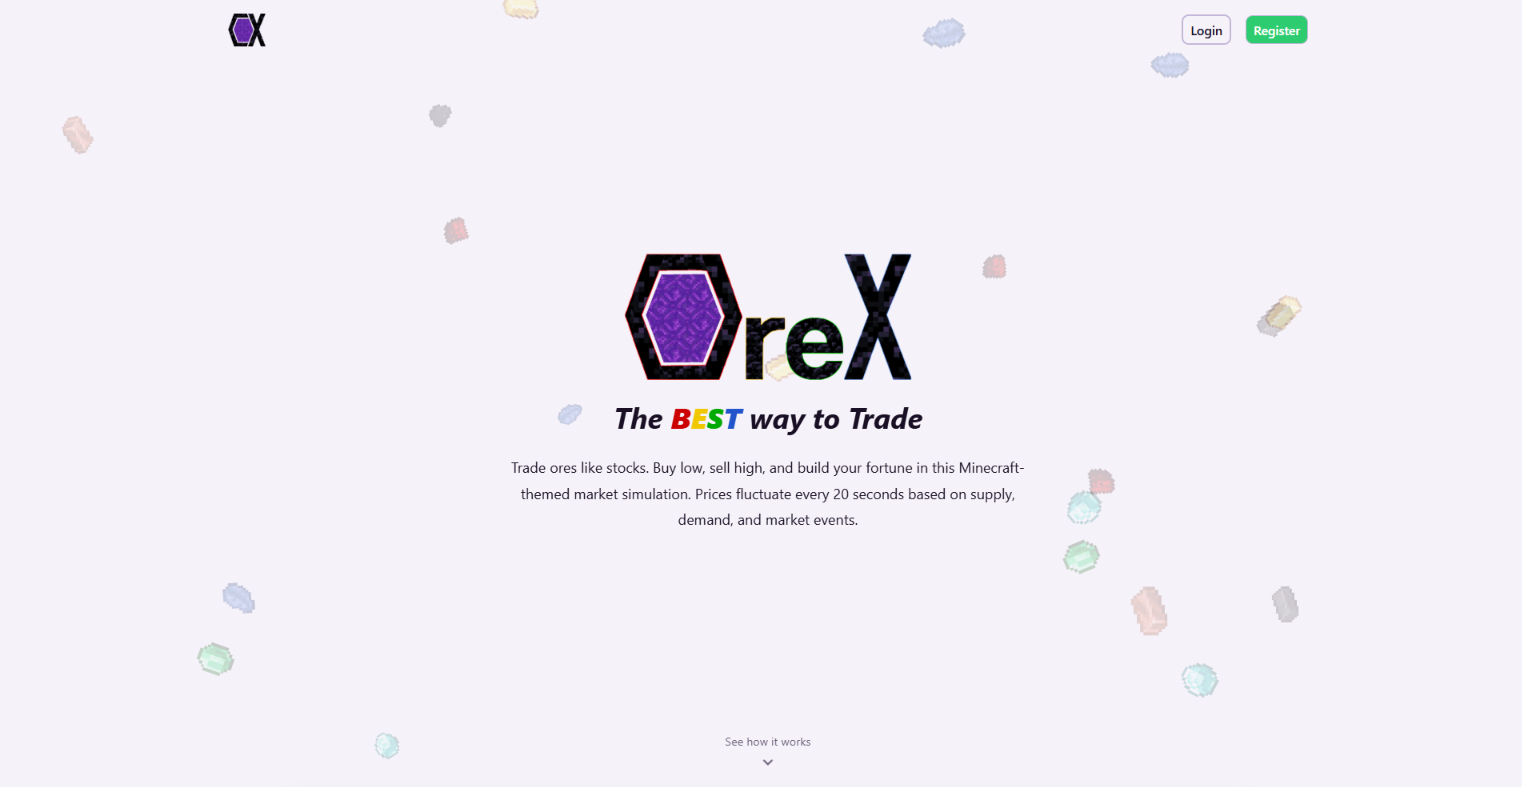 OX
Login
Register
OreX
The BEST way to Trade
Trade ores like stocks. Buy low, sell high, and build your fortune in this Minecraft-
themed market simulation. Prices fluctuate every 20 seconds based on supply,
demand, and market events.
See how it works